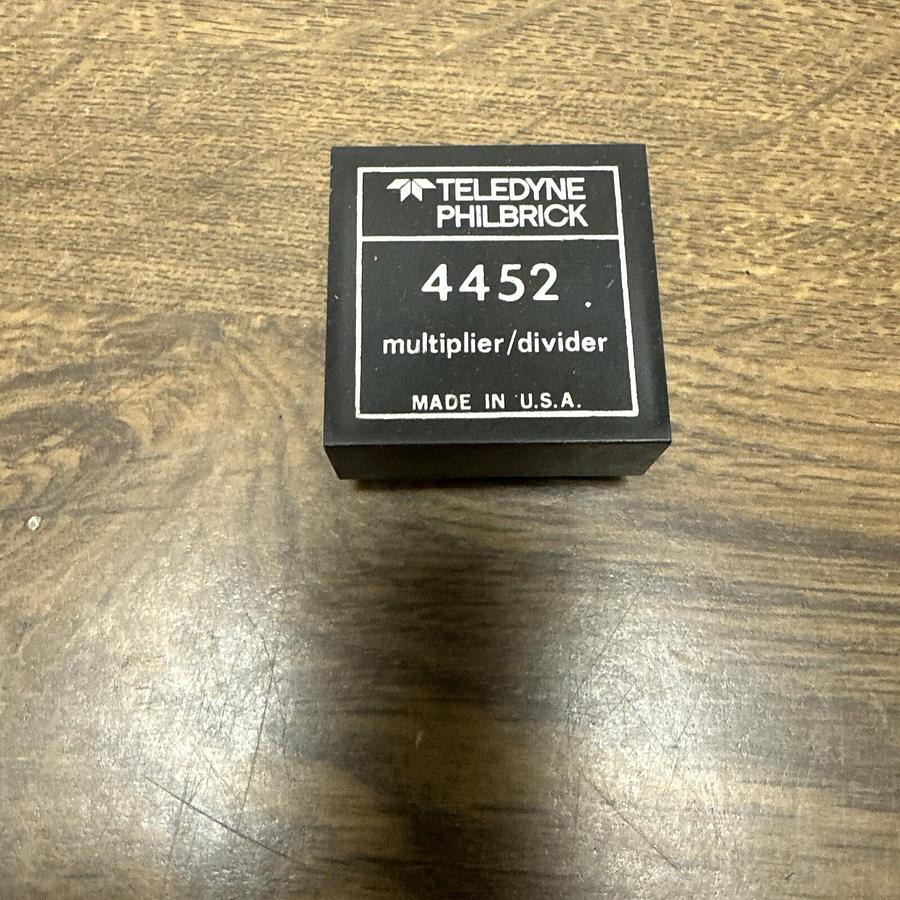 TELEDYNE
PHILBRICK
4452
multiplier/divider
MADE IN U.S.A.